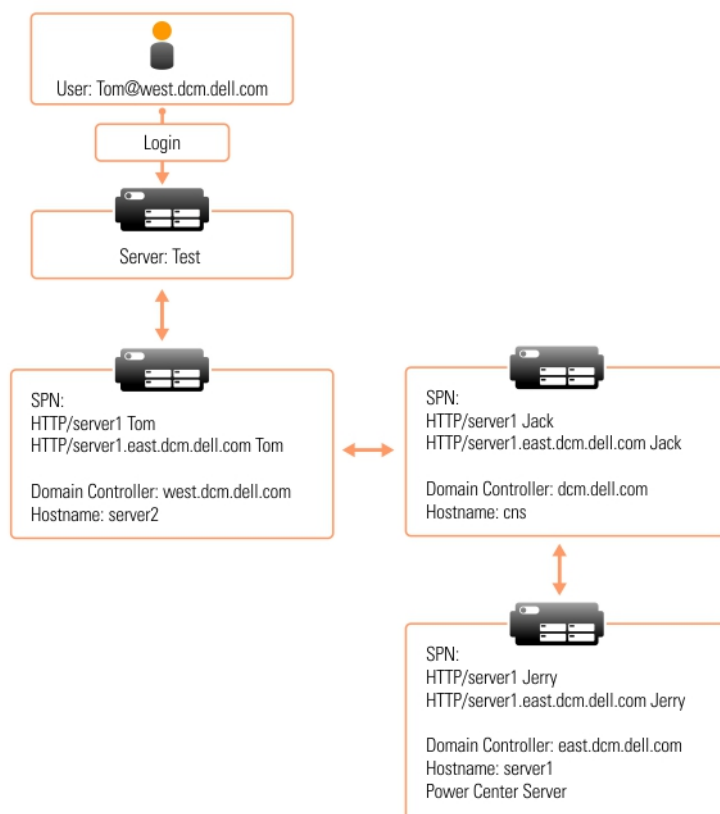 User: Tom@west.dcm.dell.com
Login
Server: Test
SPN:
HTTP/server1 Tom
HTTP/server1.east.dcm.dell.com Tom
Domain Controller: west.dcm.dell.com
Hostname: server2
SPN:
HTTP/server1 Jack
HTTP/server1.east.dcm.dell.com Jack
Domain Controller: dcm.dell.com
Hostname: cns
SPN:
HTTP/server1 Jerry
HTTP/server1.east.dcm.dell.com Jerry
Domain Controller: east.dcm.dell.com
Hostname: server1
Power Center Server